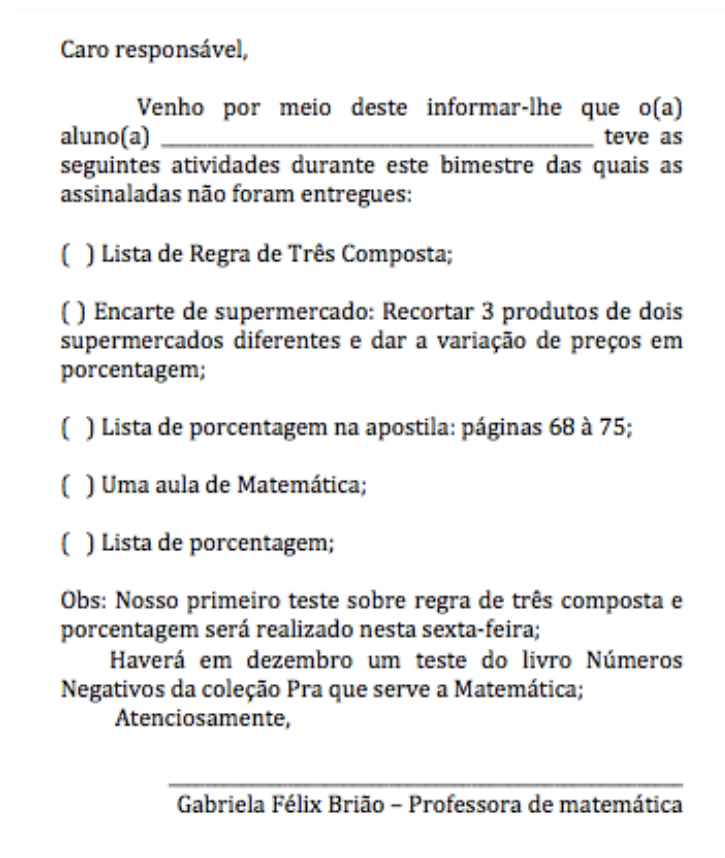 Caro responsável,
Venho por meio deste informar-lhe que o(a)
aluno(a) ______________________________________ teve as
seguintes atividades durante este bimestre das quais as
assinaladas não foram entregues:
(   ) Lista de Regra de Três Composta;
( ) Encarte de supermercado: Recortar 3 produtos de dois
supermercados diferentes e dar a variação de preços em
porcentagem;
(   ) Lista de porcentagem na apostila: páginas 68 à 75;
(   ) Uma aula de Matemática;
(   ) Lista de porcentagem;
Obs: Nosso primeiro teste sobre regra de três composta e
porcentagem será realizado nesta sexta-feira;
Haverá em dezembro um teste do livro Números
Negativos da coleção Pra que serve a Matemática;
Atenciosamente,
______________________________________________
Gabriela Félix Brião – Professora de matemática